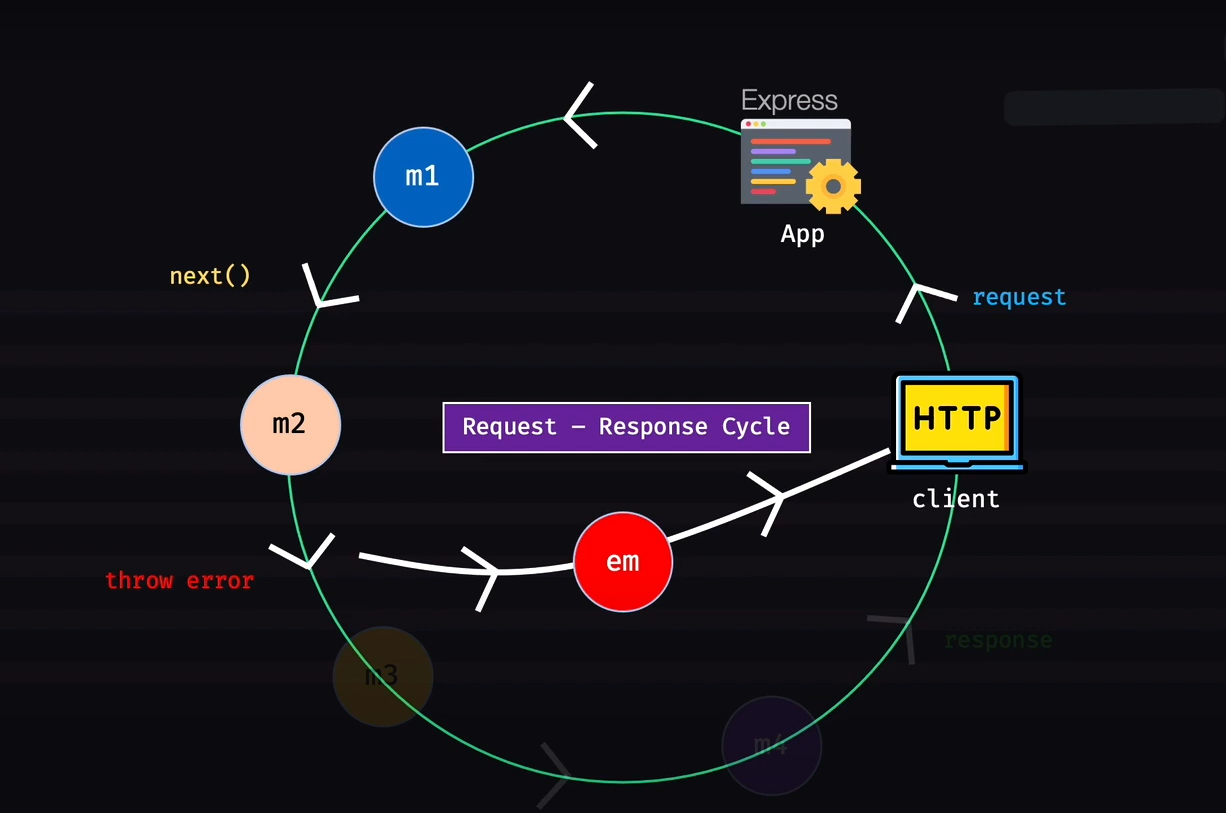 Express
App
m1
next()
request
m2
Request – Response Cycle
HTTP
client
em
throw error
m3
response
m4